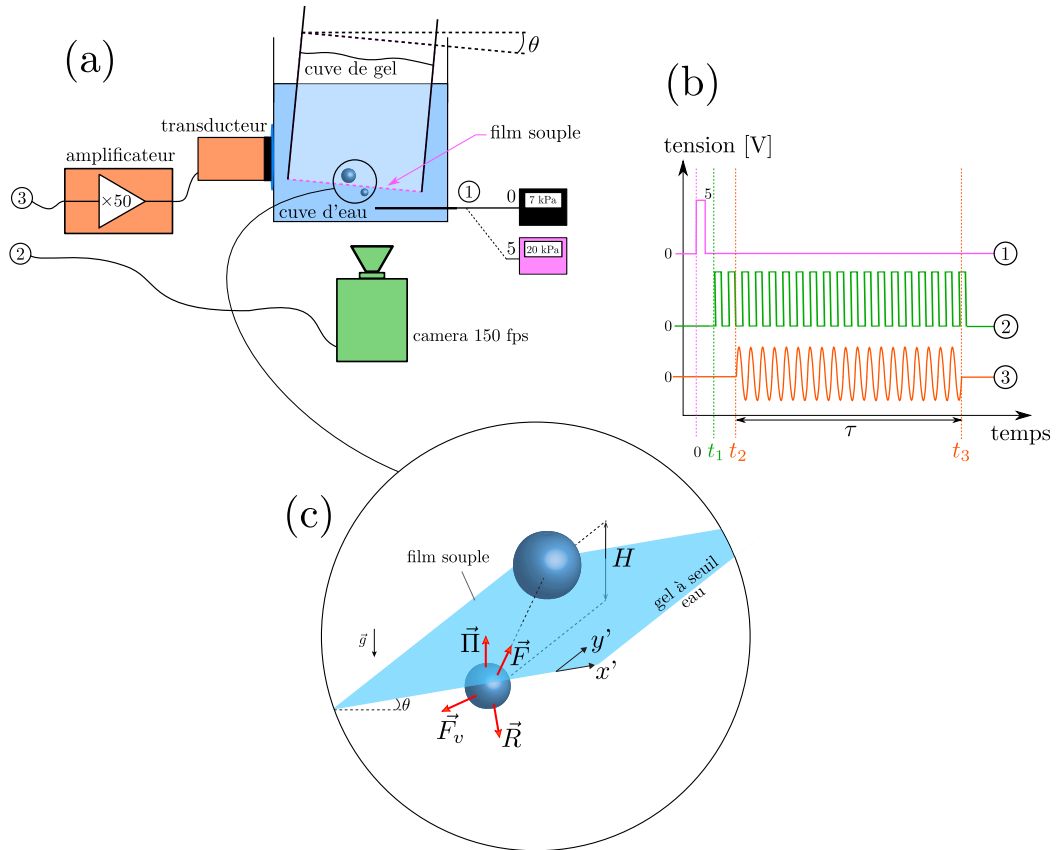 (a)
θ
cuve de gel
transducteur
film souple
amplificateur
×50
3
1
0
7 kPa
cuve d'eau
2
5
20 kPa
camera 150 fps
(b)
tension [V]
5
0
1
0
2
0
3
τ
temps
0 t₁ t₂ t₃
(c)
film souple
H
gel à seuil
eau
g⃗
Π⃗
F⃗
y'
x'
θ
F⃗ᵥ
R⃗